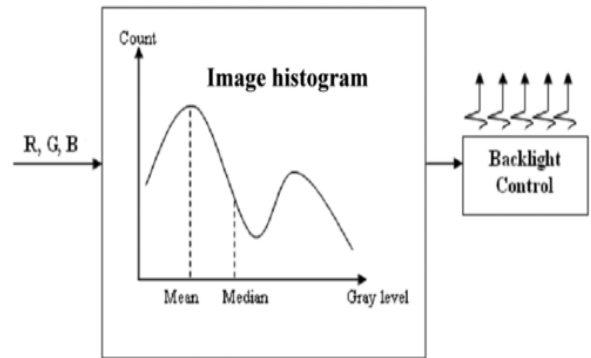 Count
Image histogram
R, G, B
Mean
Median
Gray level
Backlight
Control